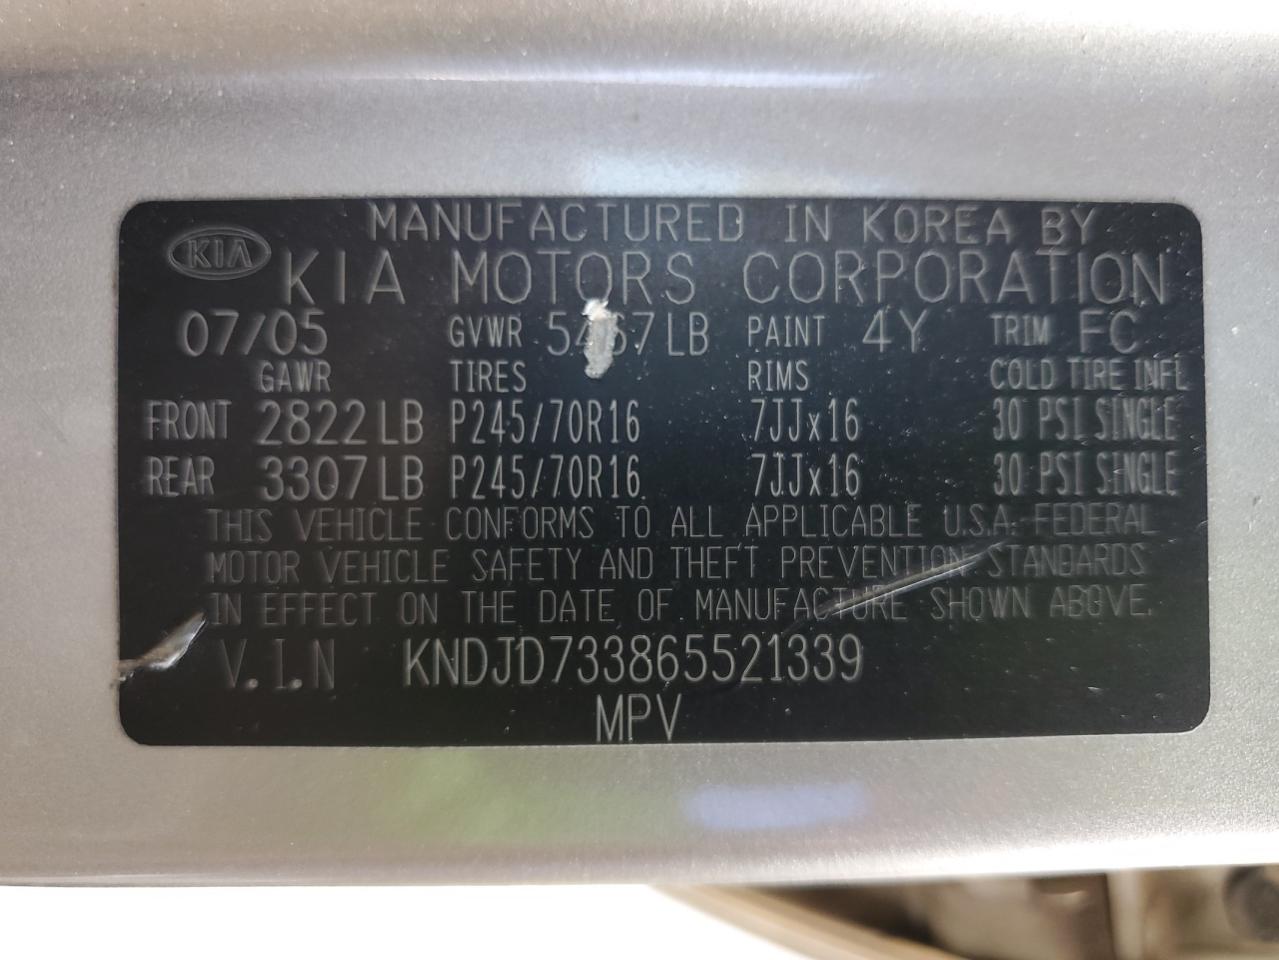 MANUFACTURED IN KOREA BY
KIA KIA MOTORS CORPORATION
07/05 GVWR PAINT 4Y TRIM FC
GAWR TIRES RIMS COLD TIRE INFL
FRONT 2822LB P245/70R16 7JJx16 30 PSI SINGLE
REAR 3307LB P245/70R16 7JJx16 30 PSI SINGLE
THIS VEHICLE CONFORMS TO ALL APPLICABLE U.S.A. FEDERAL
MOTOR VEHICLE SAFETY AND THEFT PREVENTION STANDARDS
IN EFFECT ON THE DATE OF MANUFACTURE SHOWN ABOVE.
V.I.N KNDJD733865521339
MPV